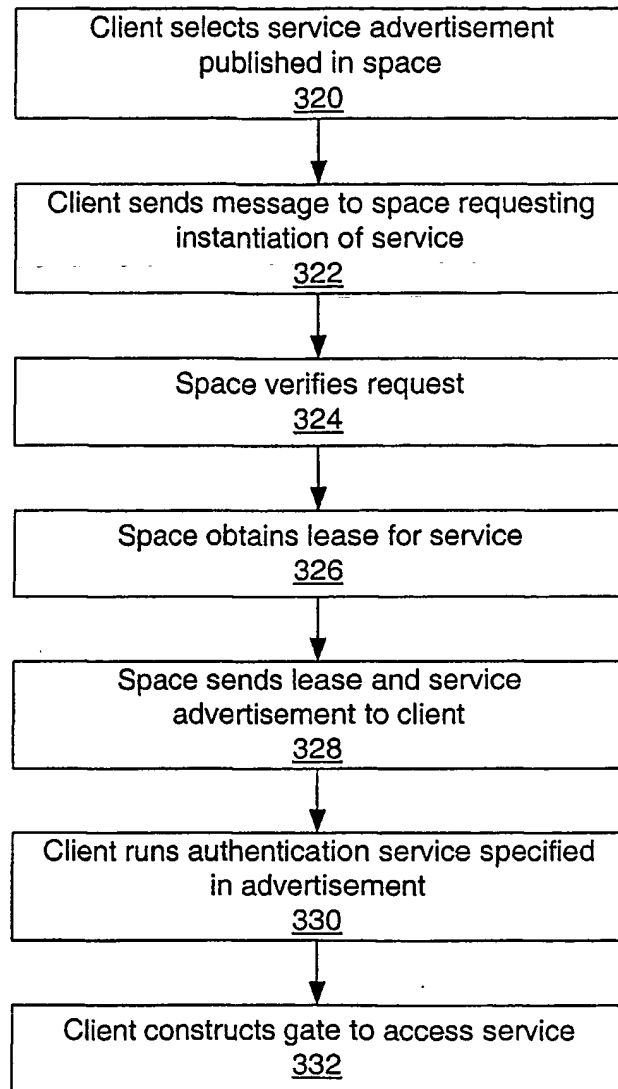 Client selects service advertisement
published in space
320
Client sends message to space requesting
instantiation of service
322
Space verifies request
324
Space obtains lease for service
326
Space sends lease and service
advertisement to client
328
Client runs authentication service specified
in advertisement
330
Client constructs gate to access service
332